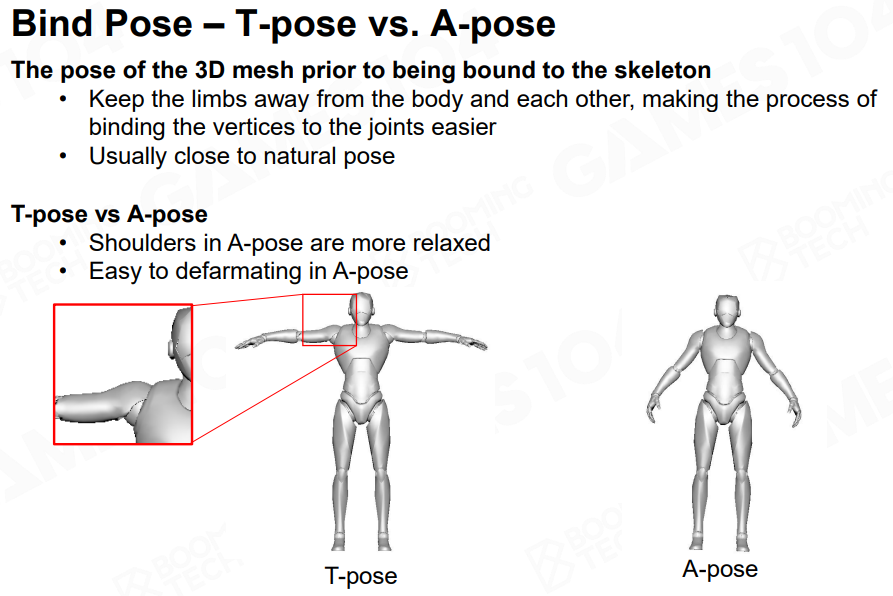 Bind Pose – T-pose vs. A-pose
The pose of the 3D mesh prior to being bound to the skeleton
• Keep the limbs away from the body and each other, making the process of
binding the vertices to the joints easier
• Usually close to natural pose
T-pose vs A-pose
• Shoulders in A-pose are more relaxed
• Easy to defarmating in A-pose
T-pose
A-pose
GAMES104
BOOMING
TECH